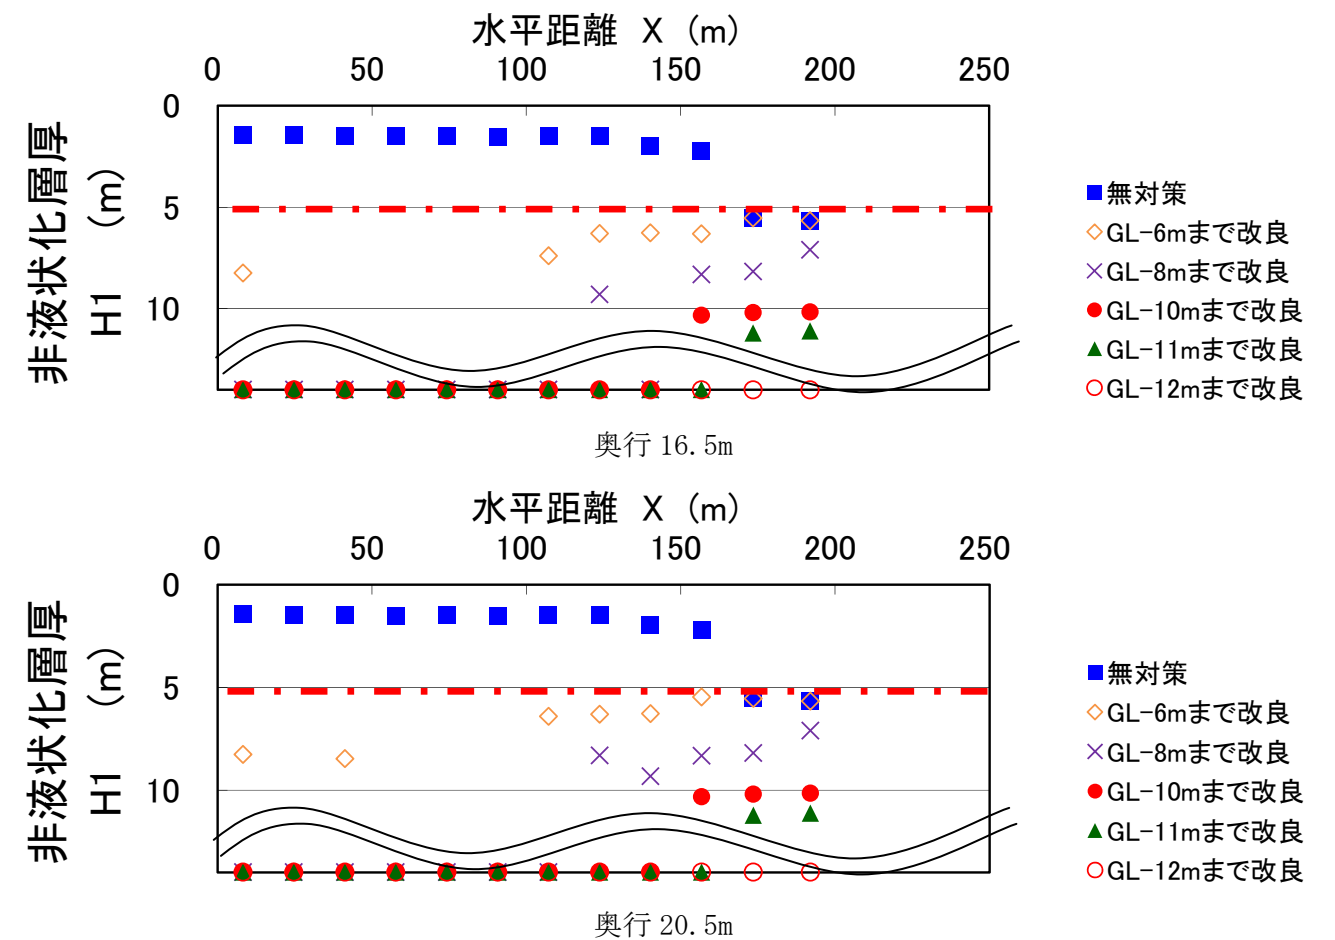 水平距離 X (m)
0 50 100 150 200 250
非液状化層厚
H1 (m)
0
5
10
無対策
GL-6mまで改良
GL-8mまで改良
GL-10mまで改良
GL-11mまで改良
GL-12mまで改良
奥行 16.5m
水平距離 X (m)
0 50 100 150 200 250
非液状化層厚
H1 (m)
0
5
10
無対策
GL-6mまで改良
GL-8mまで改良
GL-10mまで改良
GL-11mまで改良
GL-12mまで改良
奥行 20.5m